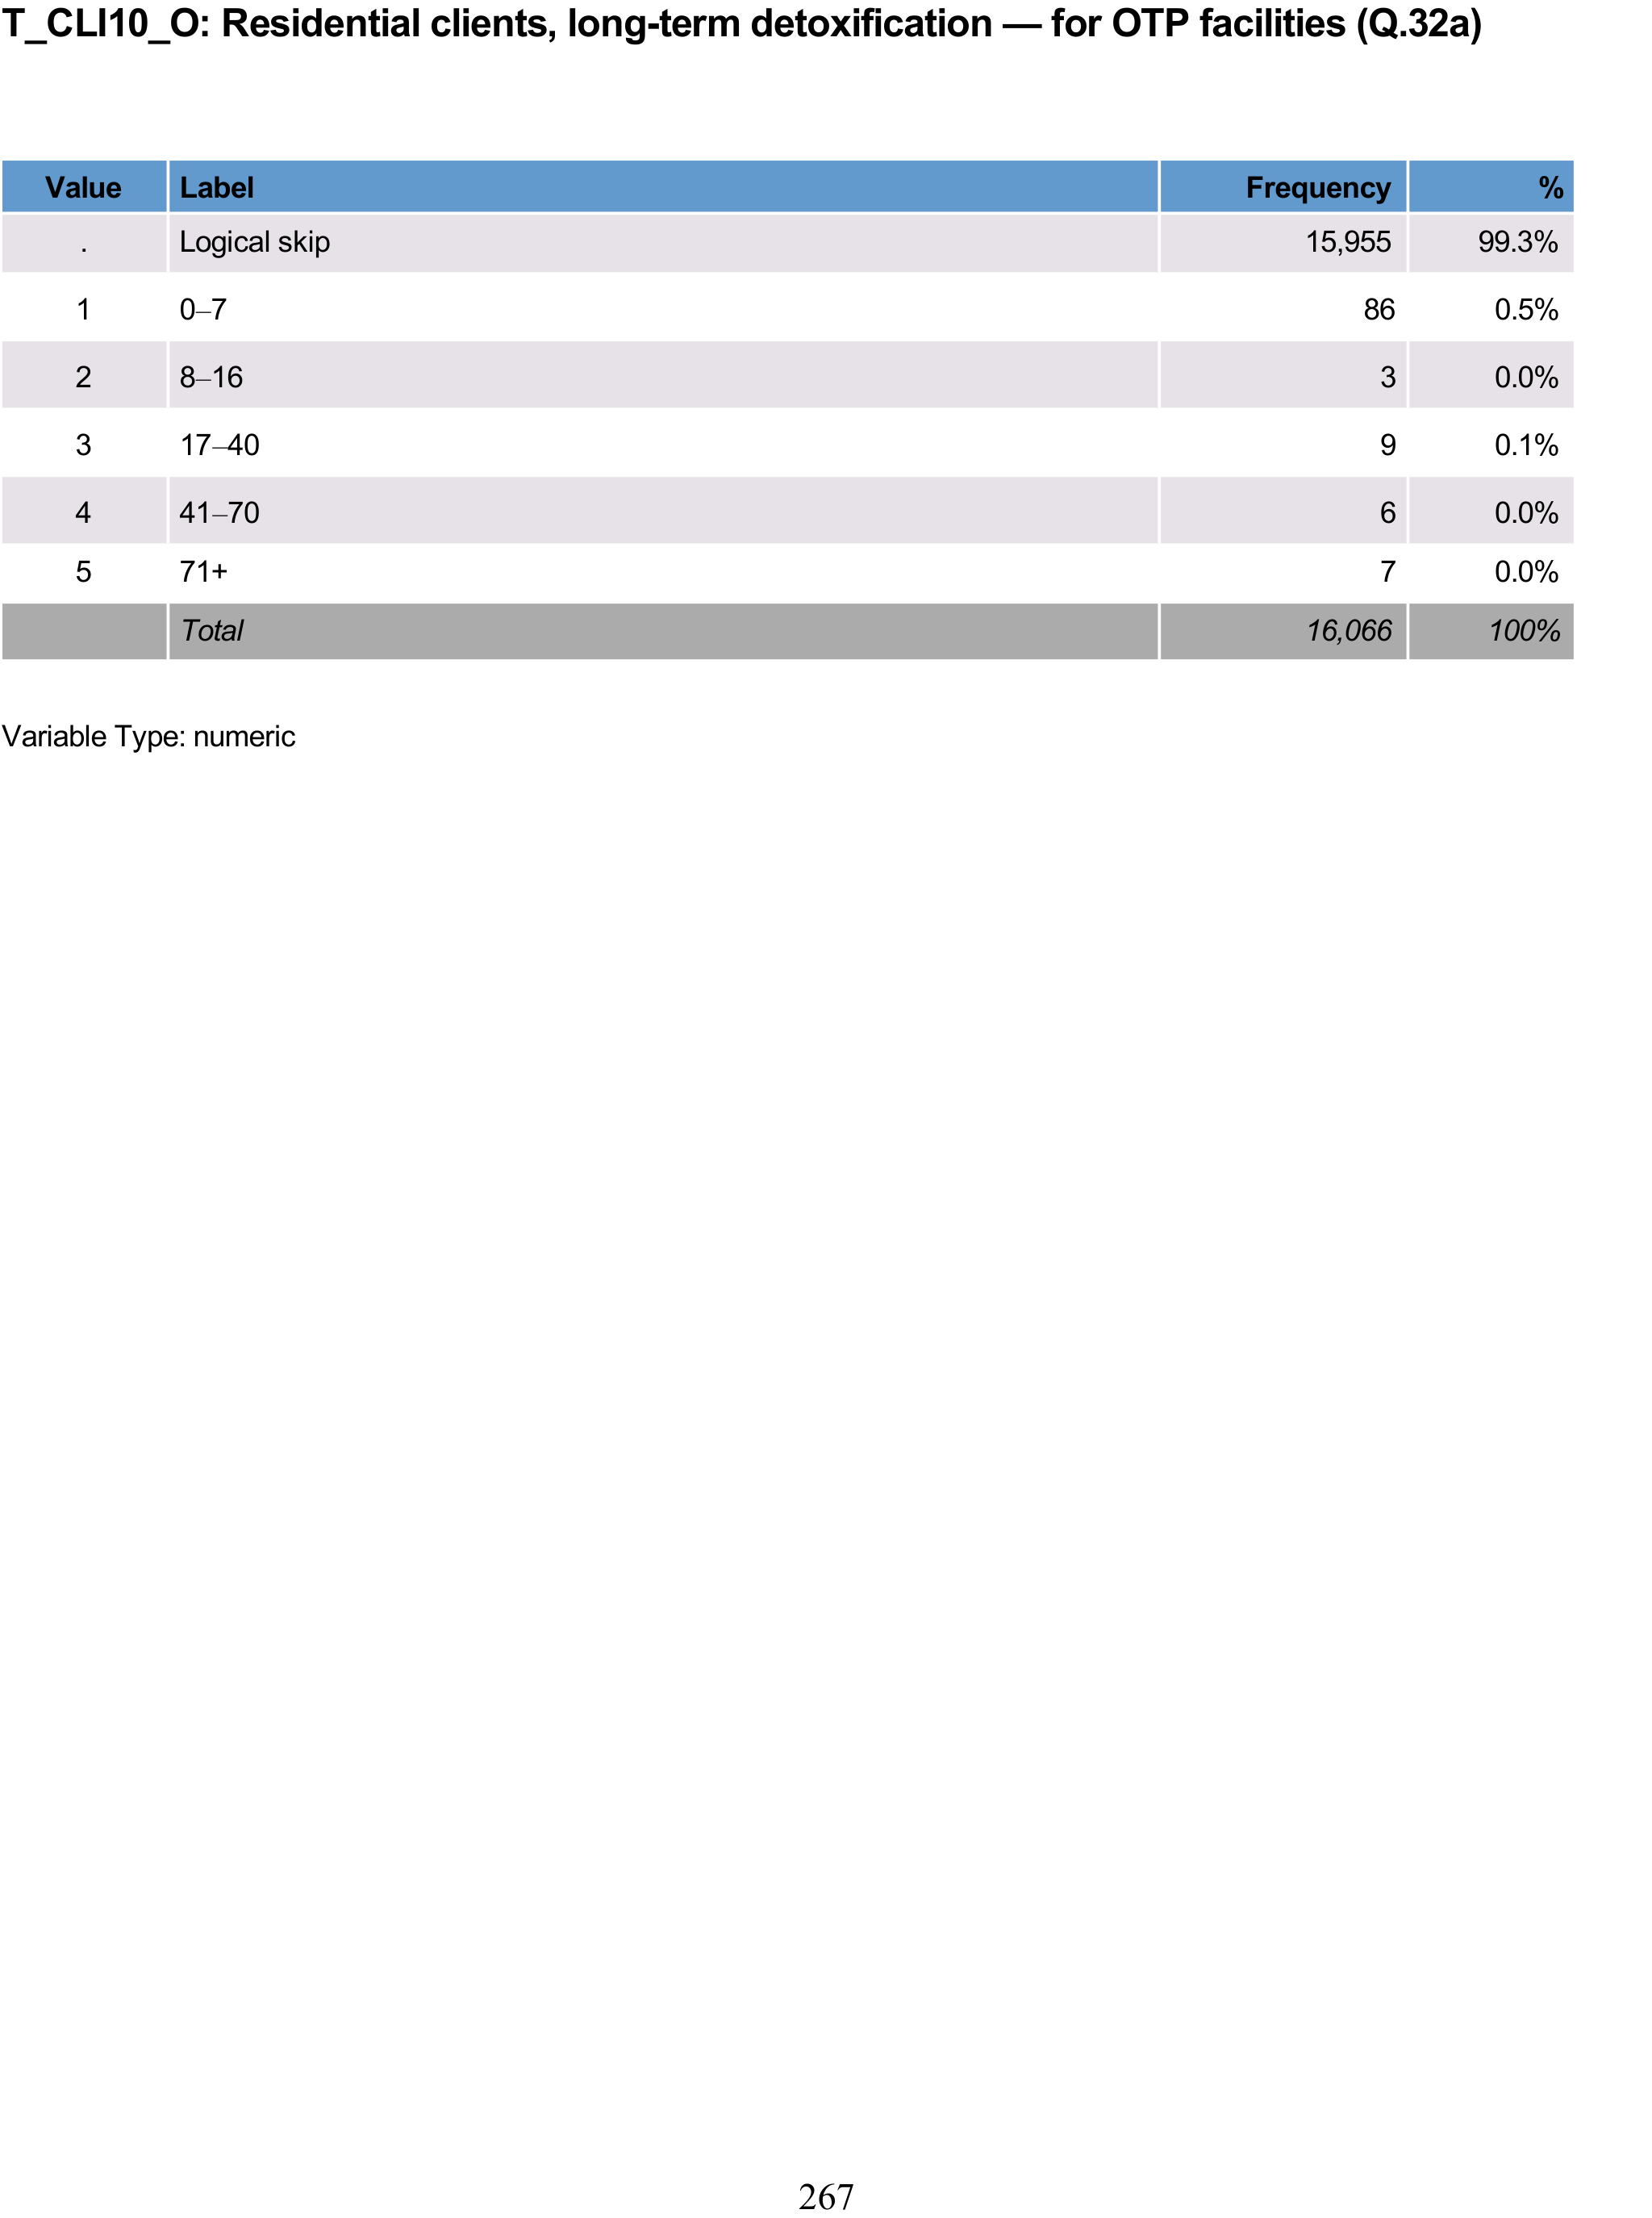 T_CLI10_O: Residential clients, long-term detoxification — for OTP facilities (Q.32a)
Value Label Frequency %
. Logical skip 15,955 99.3%
1 0–7 86 0.5%
2 8–16 3 0.0%
3 17–40 9 0.1%
4 41–70 6 0.0%
5 71+ 7 0.0%
Total 16,066 100%
Variable Type: numeric
267